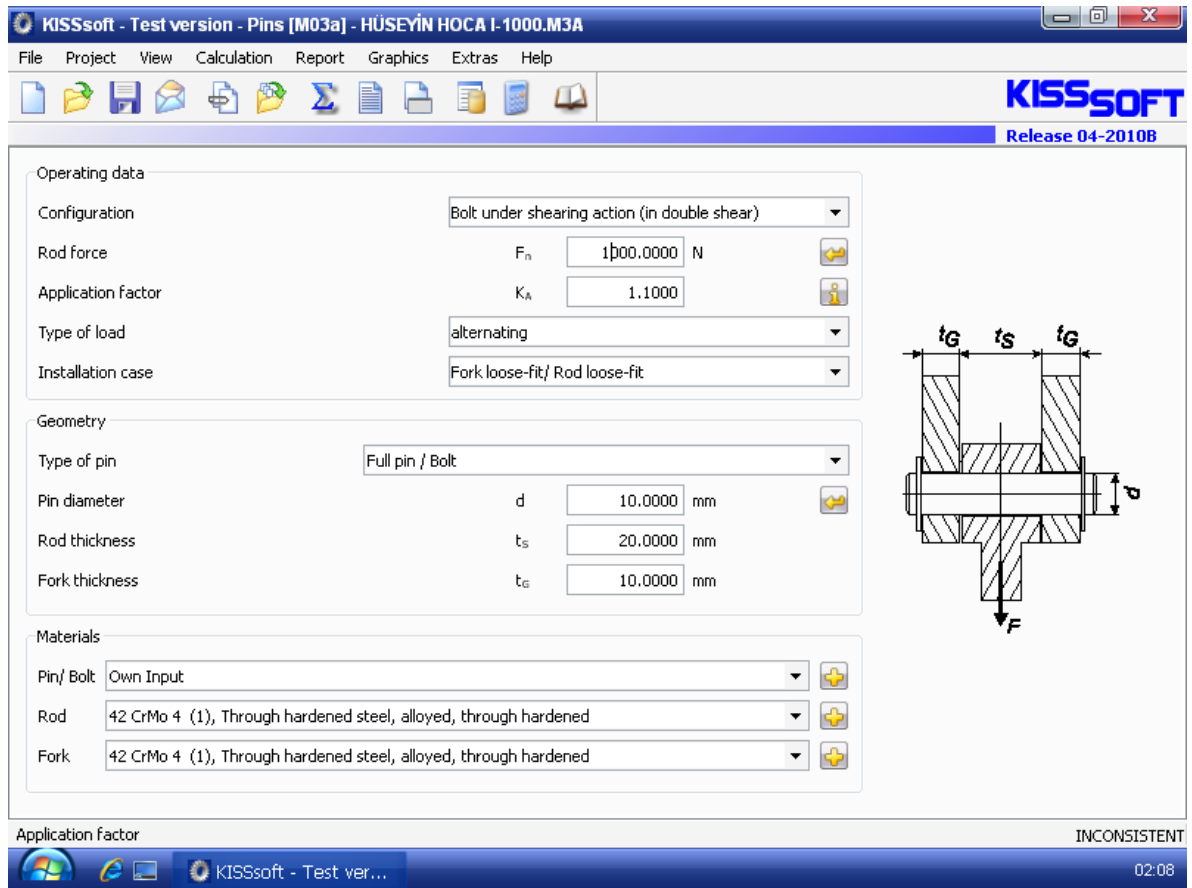 KISSsoft - Test version - Pins [M03a] - HÜSEYİN HOCA I-1000.M3A
File Project View Calculation Report Graphics Extras Help
KISSsOFT
Release 04-2010B
Operating data
Configuration Bolt under shearing action (in double shear)
Rod force Fn 1000.0000 N
Application factor KA 1.1000
Type of load alternating
Installation case Fork loose-fit/ Rod loose-fit
Geometry
Type of pin Full pin / Bolt
Pin diameter d 10.0000 mm
Rod thickness tS 20.0000 mm
Fork thickness tG 10.0000 mm
tG tS tG
d
F
Materials
Pin/ Bolt Own Input
Rod 42 CrMo 4 (1), Through hardened steel, alloyed, through hardened
Fork 42 CrMo 4 (1), Through hardened steel, alloyed, through hardened
Application factor INCONSISTENT
KISSsoft - Test ver... 02:08